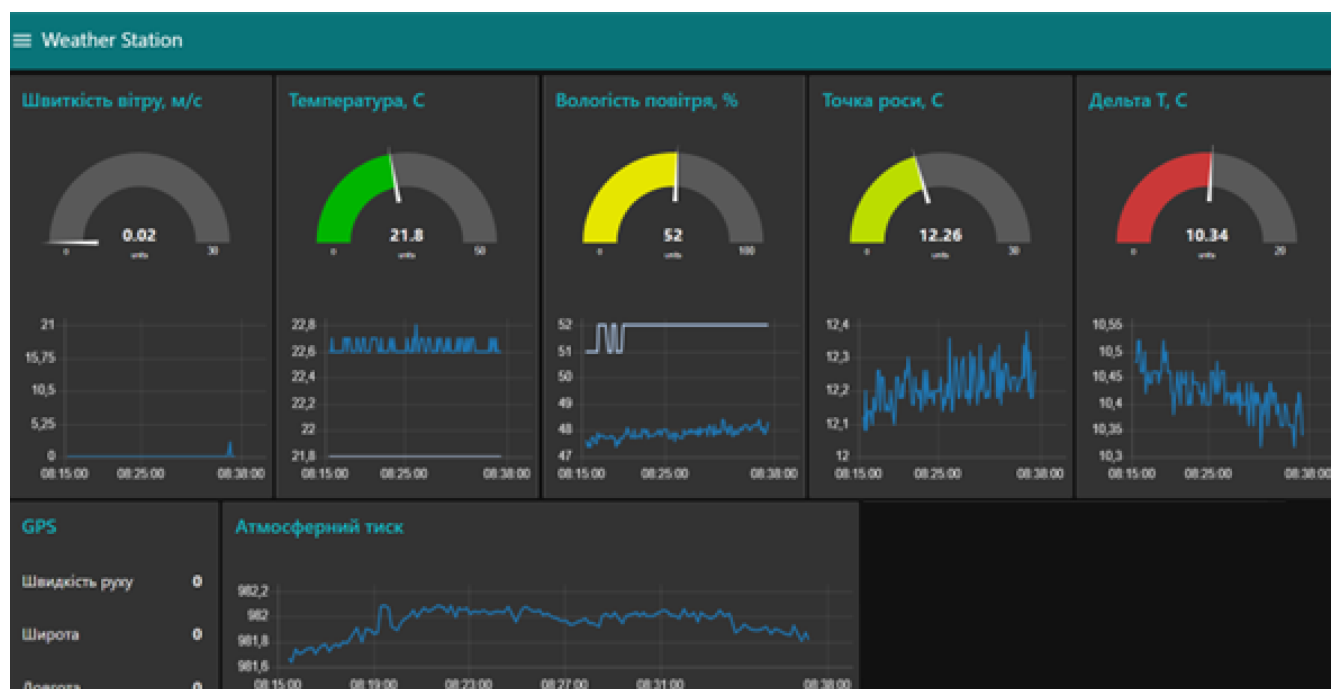 Weather Station
Швиткість вітру, м/с
0.02
units
0 30
21
15,75
10,5
5,25
0
08:15:00 08:25:00 08:38:00
Температура, С
21.8
units
0 50
22,8
22,6
22,4
22,2
22
21,8
08:15:00 08:25:00 08:38:00
Вологість повітря, %
52
units
0 100
52
51
50
49
48
47
08:15:00 08:25:00 08:38:00
Точка роси, С
12.26
units
0 30
12,4
12,3
12,2
12,1
12
08:15:00 08:25:00 08:38:00
Дельта Т, С
10.34
units
0 20
10,55
10,5
10,45
10,4
10,35
10,3
08:15:00 08:25:00 08:38:00
GPS
Швидкість руху 0
Широта 0
Довгота 0
Атмосферний тиск
982,2
982
981,8
981,6
08:15:00 08:19:00 08:23:00 08:27:00 08:31:00 08:38:00